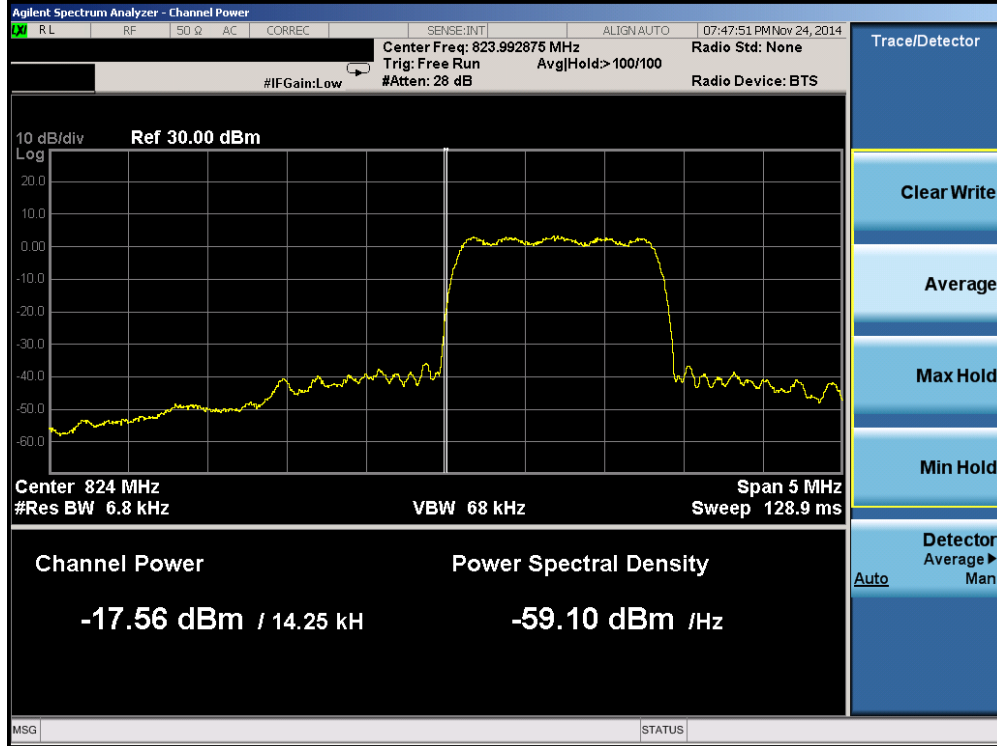 Agilent Spectrum Analyzer - Channel Power
LXI RL RF 50 Ω AC CORREC SENSE:INT ALIGN AUTO 07:47:51 PM Nov 24, 2014
Center Freq: 823.992875 MHz Radio Std: None
Trig: Free Run Avg|Hold:>100/100
#IFGain:Low #Atten: 28 dB Radio Device: BTS
10 dB/div Ref 30.00 dBm
Log
20.0
10.0
0.00
-10.0
-20.0
-30.0
-40.0
-50.0
-60.0
Center 824 MHz Span 5 MHz
#Res BW 6.8 kHz VBW 68 kHz Sweep 128.9 ms
Channel Power Power Spectral Density
-17.56 dBm / 14.25 kH -59.10 dBm /Hz
MSG STATUS
Trace/Detector
Clear Write
Average
Max Hold
Min Hold
Detector
Average▶
Auto Man